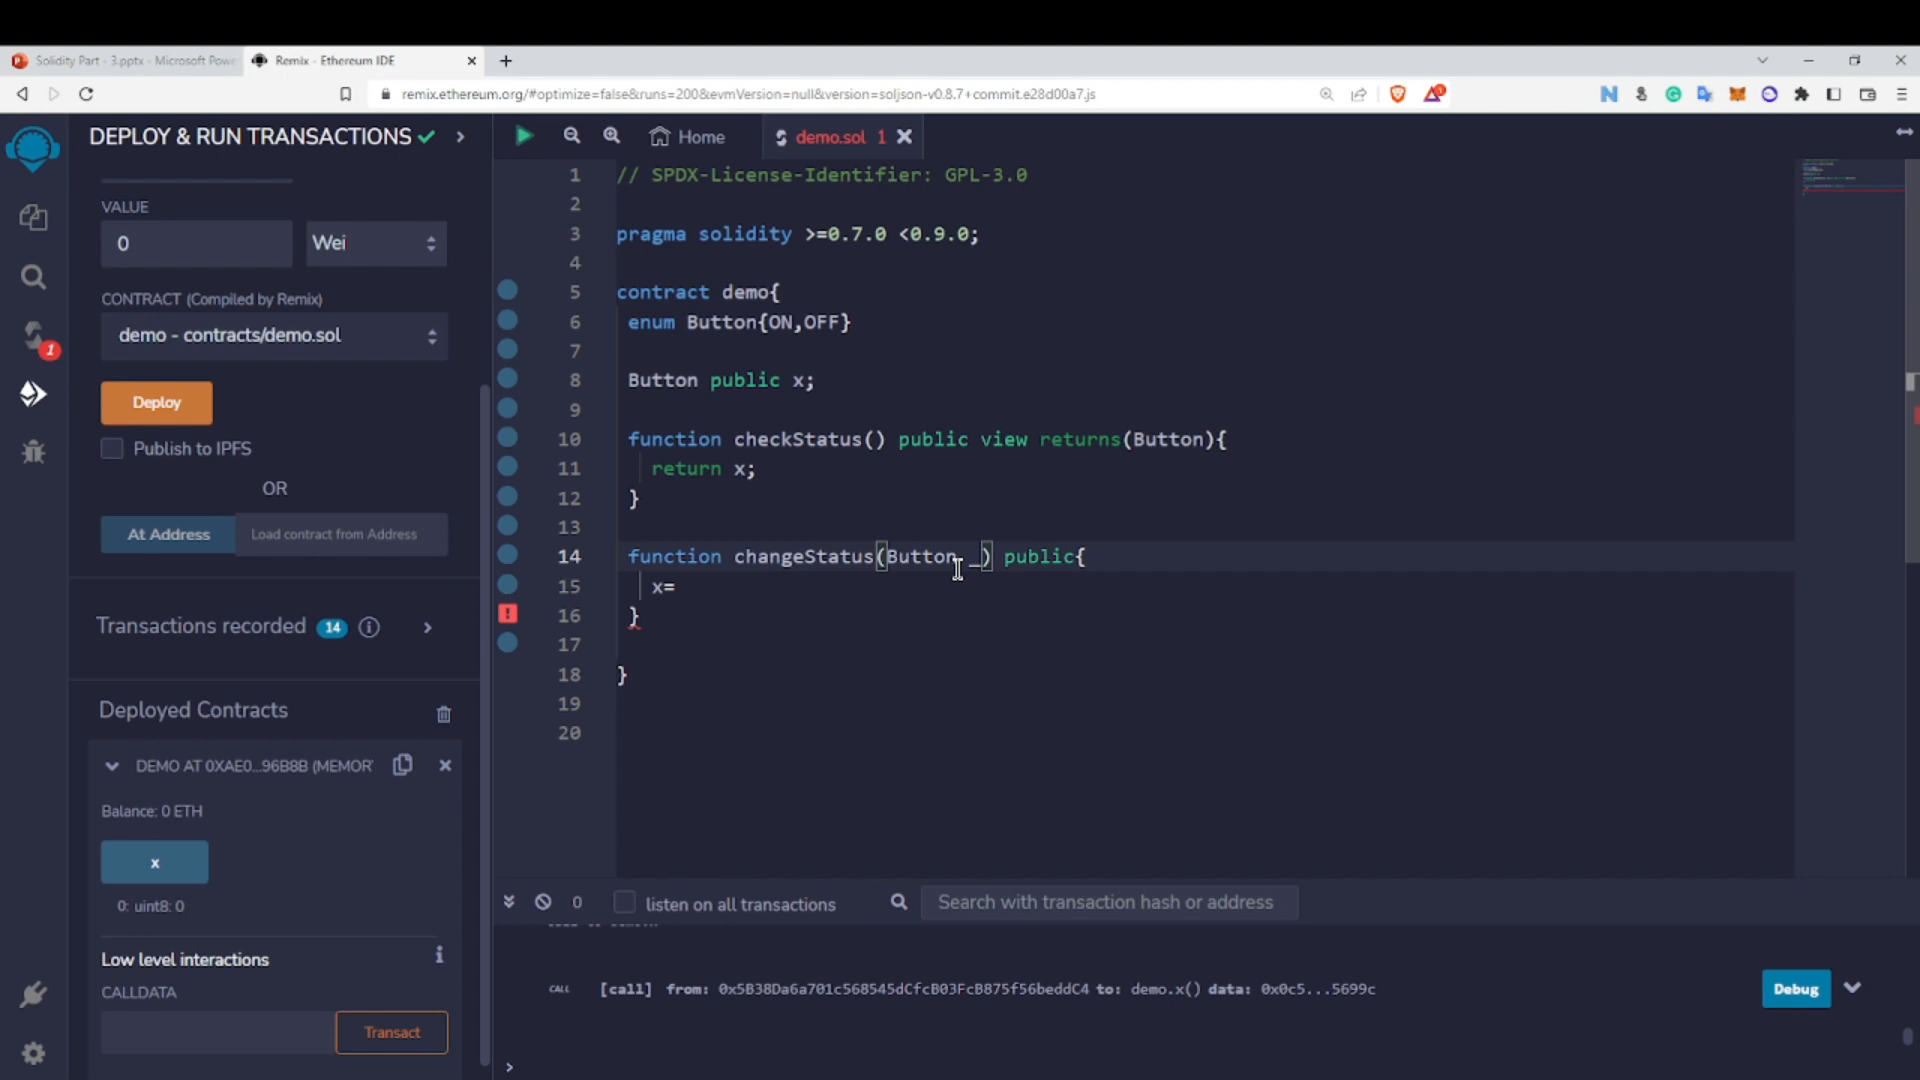 Solidity Part - 3.pptx - Microsoft Powe
Remix - Ethereum IDE
remix.ethereum.org/#optimize=false&runs=200&evmVersion=null&version=soljson-v0.8.7+commit.e28d00a7.js
DEPLOY & RUN TRANSACTIONS
VALUE
0
Wei
CONTRACT (Compiled by Remix)
demo - contracts/demo.sol
1
Deploy
Publish to IPFS
OR
At Address
Load contract from Address
Transactions recorded 14
Deployed Contracts
DEMO AT 0XAE0...96B8B (MEMOR
Balance: 0 ETH
x
0: uint8: 0
Low level interactions
CALLDATA
Transact
Home
demo.sol 1
1 // SPDX-License-Identifier: GPL-3.0
2
3 pragma solidity >=0.7.0 <0.9.0;
4
5 contract demo{
6 enum Button{ON,OFF}
7
8 Button public x;
9
10 function checkStatus() public view returns(Button){
11 return x;
12 }
13
14 function changeStatus(Button _) public{
15 x=
16 }
17
18 }
19
20
0
listen on all transactions
Search with transaction hash or address
CALL [call] from: 0x5B38Da6a701c568545dCfcB03FcB875f56beddC4 to: demo.x() data: 0x0c5...5699c
Debug
>